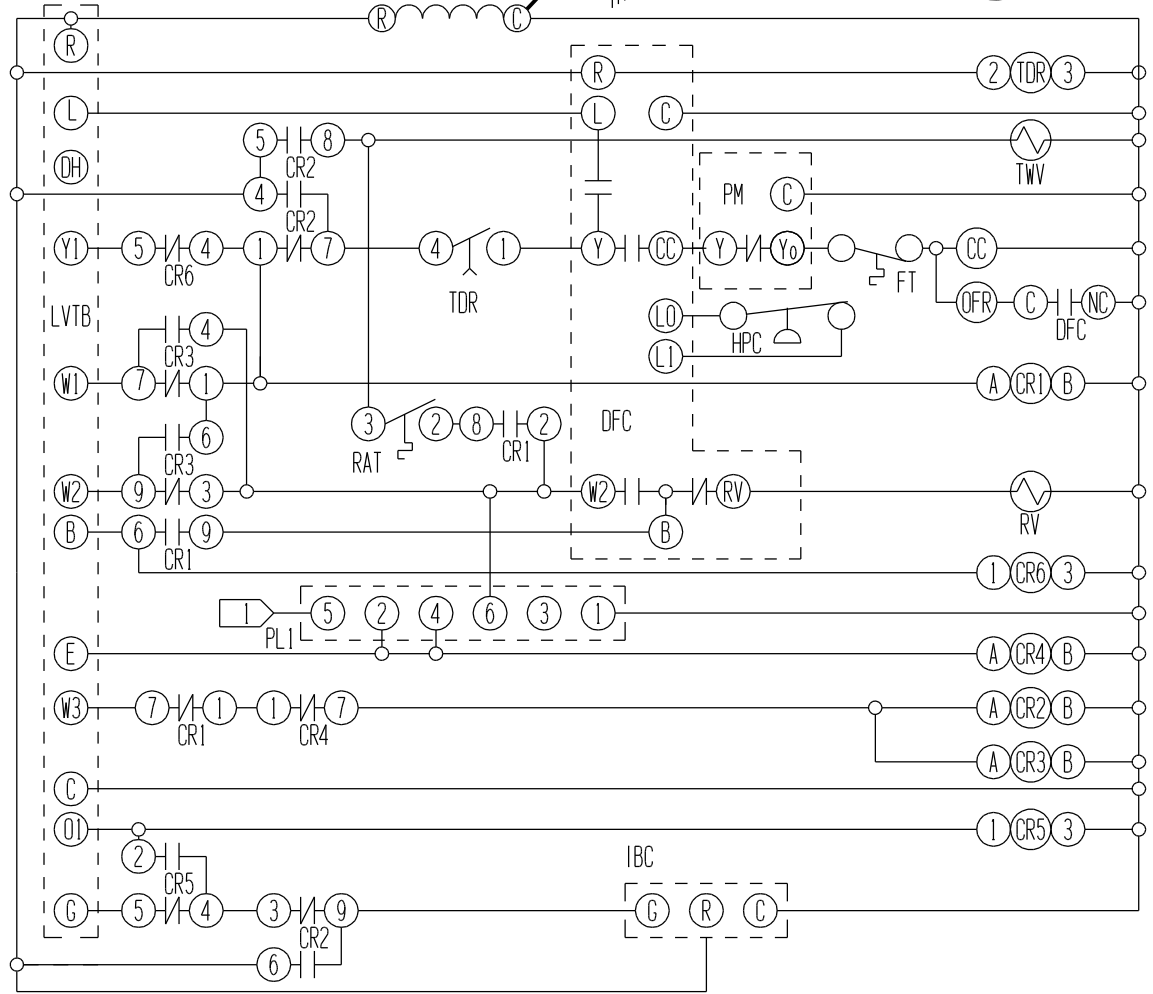 R C
R
R 2 TDR 3
L L C
5 8
CR2 TWV
DH
4 PM C
CR2
Y1 5 4 1 7 4 1 Y CC Y Yo FT CC
CR6 TDR
OFR C NC
DFC
LVTB
L0
HPC
L1
4
CR3
W1 7 1 A CR1 B
3 2 8 2 DFC
RAT CR1
6
CR3
W2 9 3 W2 RV
RV
B 6 9 B
CR1
1 CR6 3
1 5 2 4 6 3 1
PL1
E A CR4 B
W3 7 1 1 7 A CR2 B
CR1 CR4
A CR3 B
C
O1 1 CR5 3
2 IBC
CR5
G 5 4 3 9 G R C
CR2
6